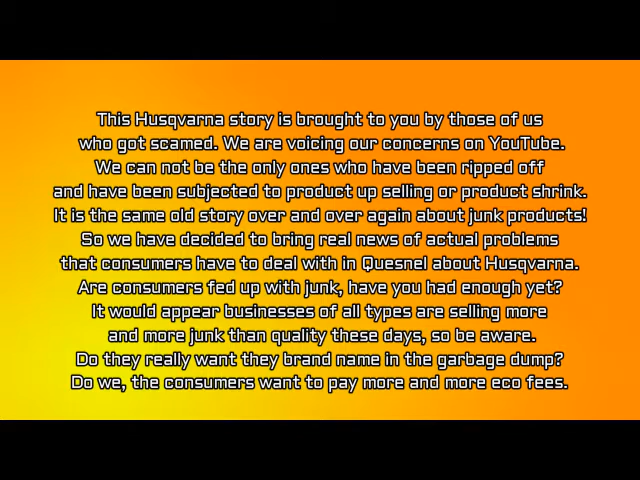 This Husqvarna story is brought to you by those of us
who got scamed. We are voicing our concerns on YouTube.
We can not be the only ones who have been ripped off
and have been subjected to product up selling or product shrink.
It is the same old story over and over again about junk products!
So we have decided to bring real news of actual problems
that consumers have to deal with in Quesnel about Husqvarna.
Are consumers fed up with junk, have you had enough yet?
It would appear businesses of all types are selling more
and more junk than quality these days, so be aware.
Do they really want they brand name in the garbage dump?
Do we, the consumers want to pay more and more eco fees.